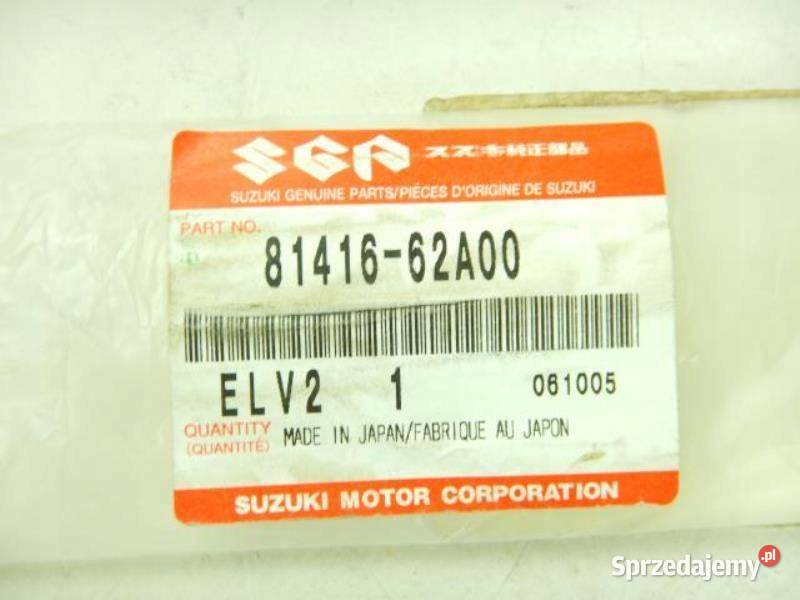 SGP スズキ純正部品
SUZUKI GENUINE PARTS/PIÉCES D'ORIGINE DE SUZUKI
PART NO.
81416-62A00
ELV2 1 061005
QUANTITY
(QUANTITÉ)
MADE IN JAPAN/FABRIQUE AU JAPON
SUZUKI MOTOR CORPORATION
Sprzedajemy.pl